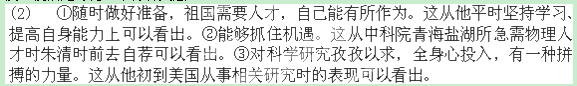 (2) ①随时做好准备，祖国需要人才，自己能有所作为。这从他平时坚持学习、
提高自身能力上可以看出。②能够抓住机遇。这从中科院青海盐湖所急需物理人
才时朱清时前去自荐可以看出。③对科学研究孜孜以求，全身心投入，有一种拼
搏的力量。这从他初到美国从事相关研究时的表现可以看出。